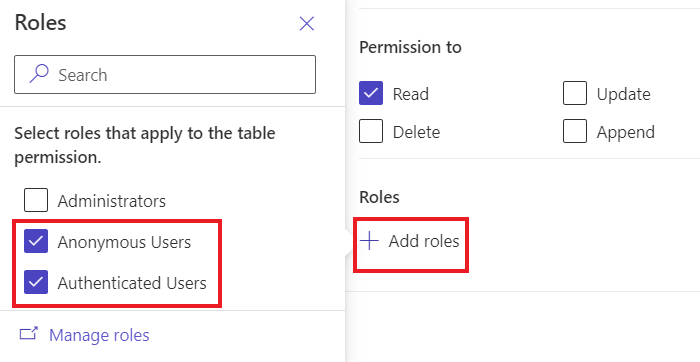 Roles
Search
Select roles that apply to the table
permission.
Administrators
Anonymous Users
Authenticated Users
Manage roles
Permission to
Read
Update
Delete
Append
Roles
Add roles